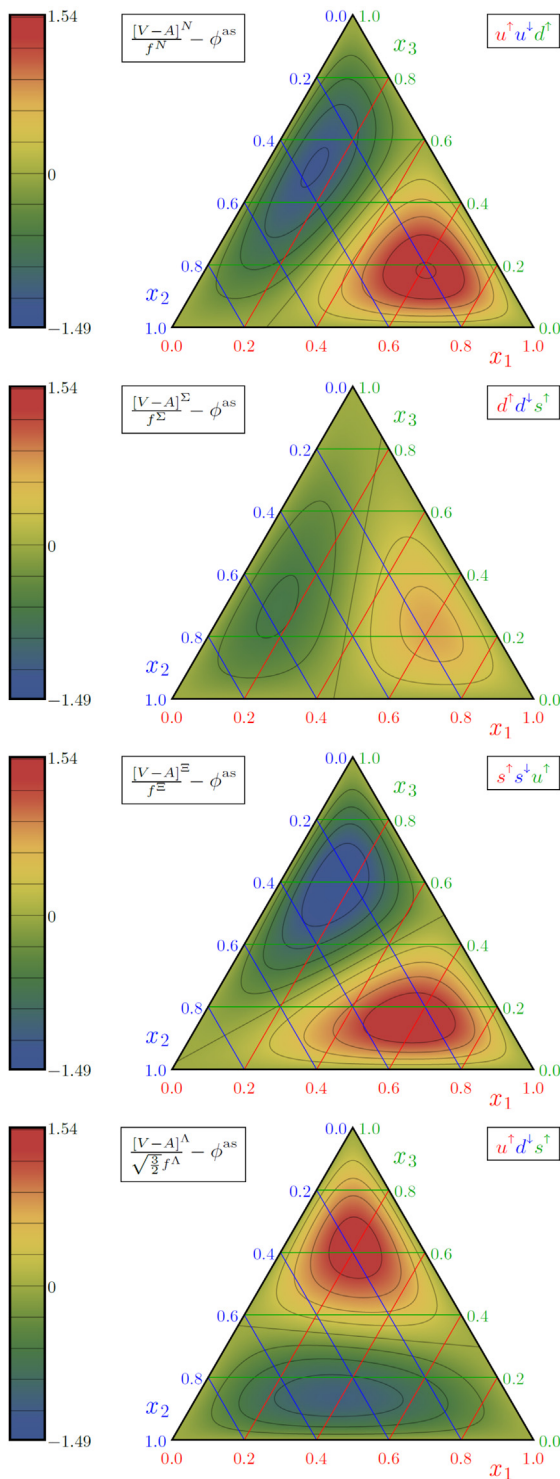 1.54
0
−1.49
[V−A]^N / f^N − ϕ^as
u↑u↓d↑
0.0 1.0
x₃
0.2 0.8
0.4 0.6
0.6 0.4
0.8 0.2
x₂
1.0 0.0
0.0 0.2 0.4 0.6 0.8 1.0
x₁
1.54
0
−1.49
[V−A]^Σ / f^Σ − ϕ^as
d↑d↓s↑
0.0 1.0
x₃
0.2 0.8
0.4 0.6
0.6 0.4
0.8 0.2
x₂
1.0 0.0
0.0 0.2 0.4 0.6 0.8 1.0
x₁
1.54
0
−1.49
[V−A]^Ξ / f^Ξ − ϕ^as
s↑s↓u↑
0.0 1.0
x₃
0.2 0.8
0.4 0.6
0.6 0.4
0.8 0.2
x₂
1.0 0.0
0.0 0.2 0.4 0.6 0.8 1.0
x₁
1.54
0
−1.49
[V−A]^Λ / √(3/2) f^Λ − ϕ^as
u↑d↓s↑
0.0 1.0
x₃
0.2 0.8
0.4 0.6
0.6 0.4
0.8 0.2
x₂
1.0 0.0
0.0 0.2 0.4 0.6 0.8 1.0
x₁